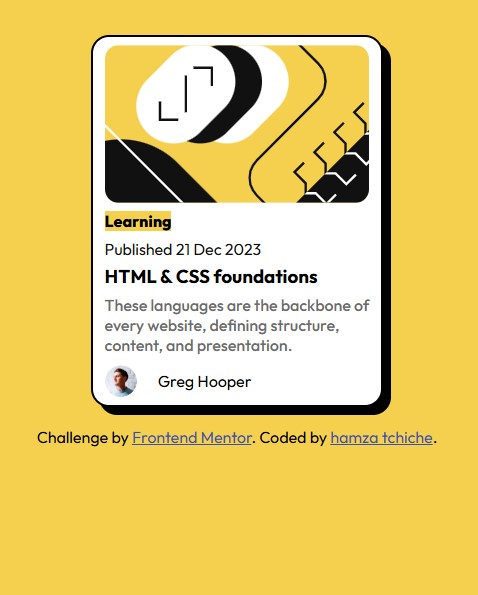 Learning
Published 21 Dec 2023
HTML & CSS foundations
These languages are the backbone of
every website, defining structure,
content, and presentation.
Greg Hooper
Challenge by Frontend Mentor. Coded by hamza tchiche.